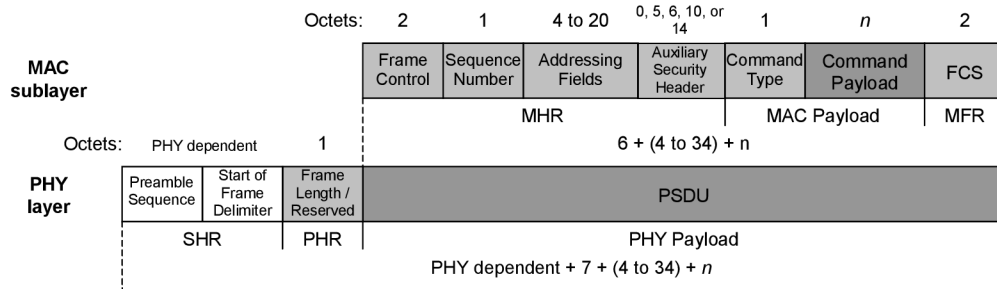 Octets: 2 1 4 to 20 0, 5, 6, 10, or 14 1 n 2
MAC sublayer
Frame Control
Sequence Number
Addressing Fields
Auxiliary Security Header
Command Type
Command Payload
FCS
MHR MAC Payload MFR
Octets: PHY dependent 1 6 + (4 to 34) + n
PHY layer
Preamble Sequence
Start of Frame Delimiter
Frame Length / Reserved
PSDU
SHR PHR PHY Payload
PHY dependent + 7 + (4 to 34) + n